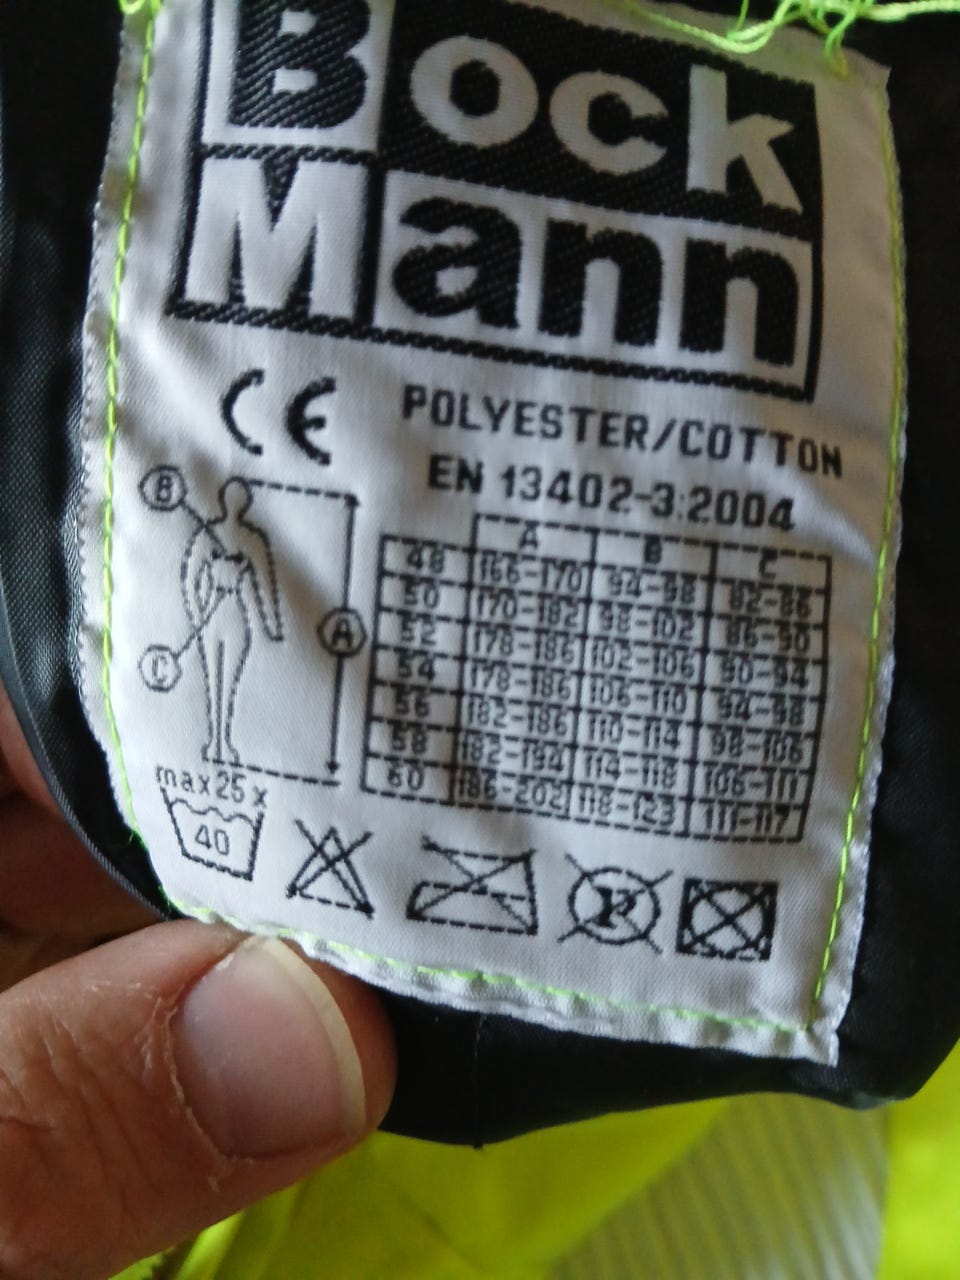 Bock
Mann
CE
POLYESTER/COTTON
EN 13402-3:2004
B
A
C
A B C
48 166-170 94-98 82-86
50 170-182 98-102 86-90
52 178-186 102-106 90-94
54 178-186 106-110 94-98
56 182-186 110-114 98-106
58 182-194 114-118 106-111
60 186-202 118-123 111-117
max 25 x
40
P